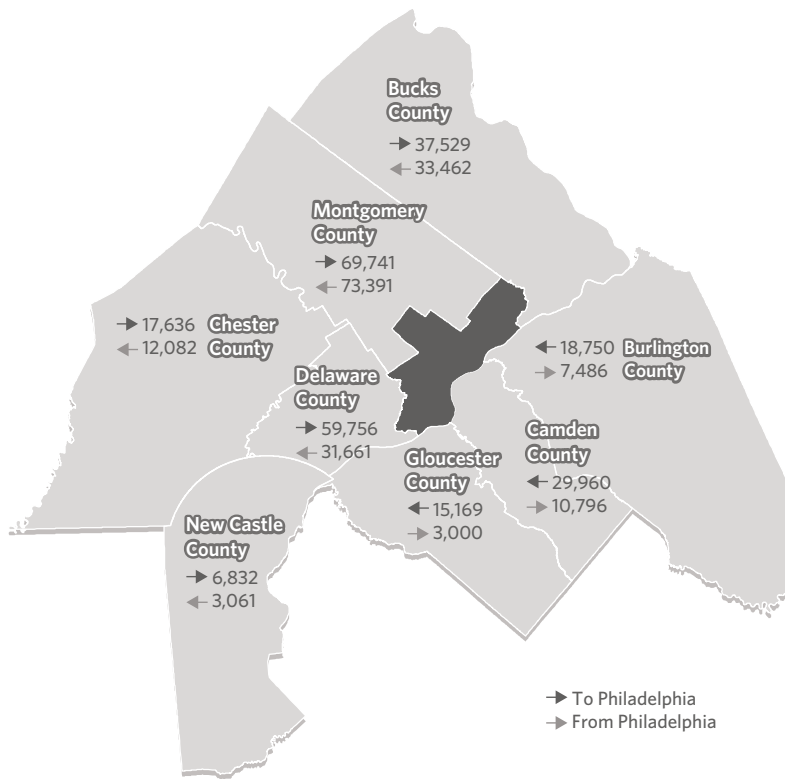 Bucks
County
37,529
33,462
Montgomery
County
69,741
73,391
17,636 Chester
12,082 County
18,750 Burlington
7,486 County
Delaware
County
59,756
31,661
Camden
County
29,960
10,796
Gloucester
County
15,169
3,000
New Castle
County
6,832
3,061
To Philadelphia
From Philadelphia